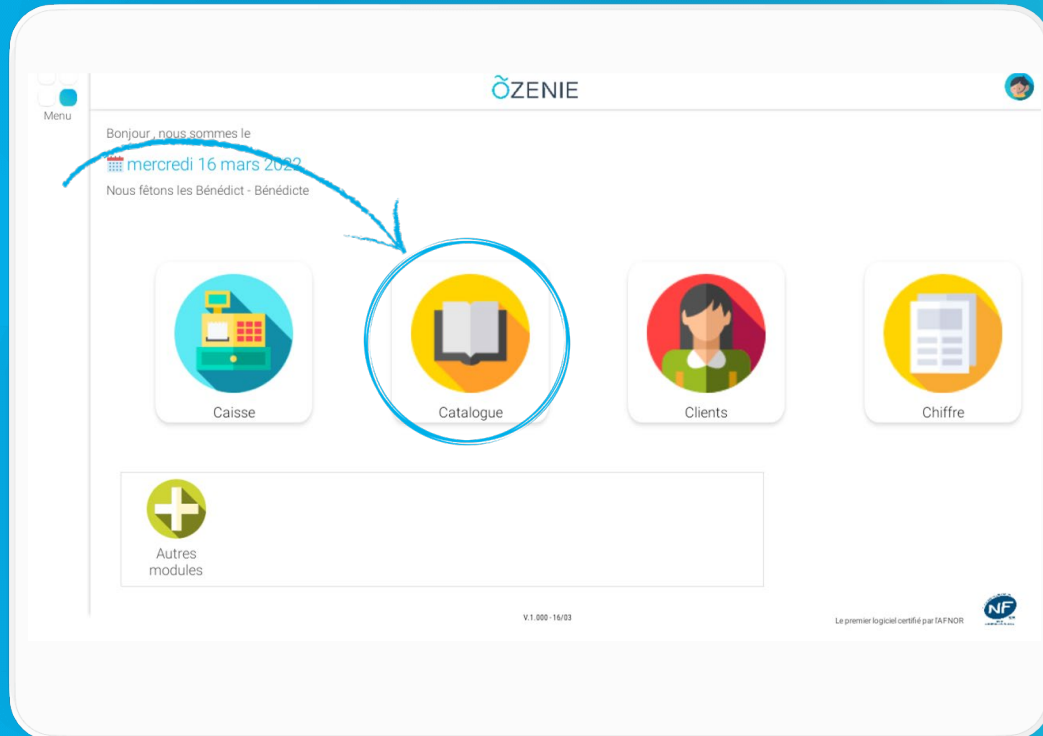 ÕZENIE
Menu
Bonjour , nous sommes le
mercredi 16 mars 2022
Nous fêtons les Bénédict - Bénédicte
Caisse
Catalogue
Clients
Chiffre
Autres
modules
V.1.000 - 16/03
Le premier logiciel certifié par l'AFNOR
NF